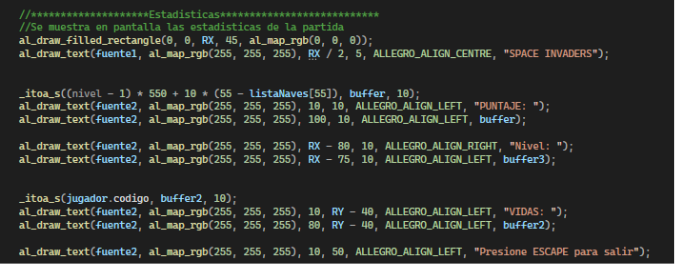 //********************Estadisticas***************************
//Se muestra en pantalla las estadisticas de la partida
al_draw_filled_rectangle(0, 0, RX, 45, al_map_rgb(0, 0, 0));
al_draw_text(fuente1, al_map_rgb(255, 255, 255), RX / 2, 5, ALLEGRO_ALIGN_CENTRE, "SPACE INVADERS");
_itoa_s((nivel - 1) * 550 + 10 * (55 - listaNaves[55]), buffer, 10);
al_draw_text(fuente2, al_map_rgb(255, 255, 255), 10, 10, ALLEGRO_ALIGN_LEFT, "PUNTAJE: ");
al_draw_text(fuente2, al_map_rgb(255, 255, 255), 100, 10, ALLEGRO_ALIGN_LEFT, buffer);
al_draw_text(fuente2, al_map_rgb(255, 255, 255), RX - 80, 10, ALLEGRO_ALIGN_RIGHT, "Nivel: ");
al_draw_text(fuente2, al_map_rgb(255, 255, 255), RX - 75, 10, ALLEGRO_ALIGN_LEFT, buffer3);
_itoa_s(jugador.codigo, buffer2, 10);
al_draw_text(fuente2, al_map_rgb(255, 255, 255), 10, RY - 40, ALLEGRO_ALIGN_LEFT, "VIDAS: ");
al_draw_text(fuente2, al_map_rgb(255, 255, 255), 80, RY - 40, ALLEGRO_ALIGN_LEFT, buffer2);
al_draw_text(fuente2, al_map_rgb(255, 255, 255), 10, 50, ALLEGRO_ALIGN_LEFT, "Presione ESCAPE para salir");